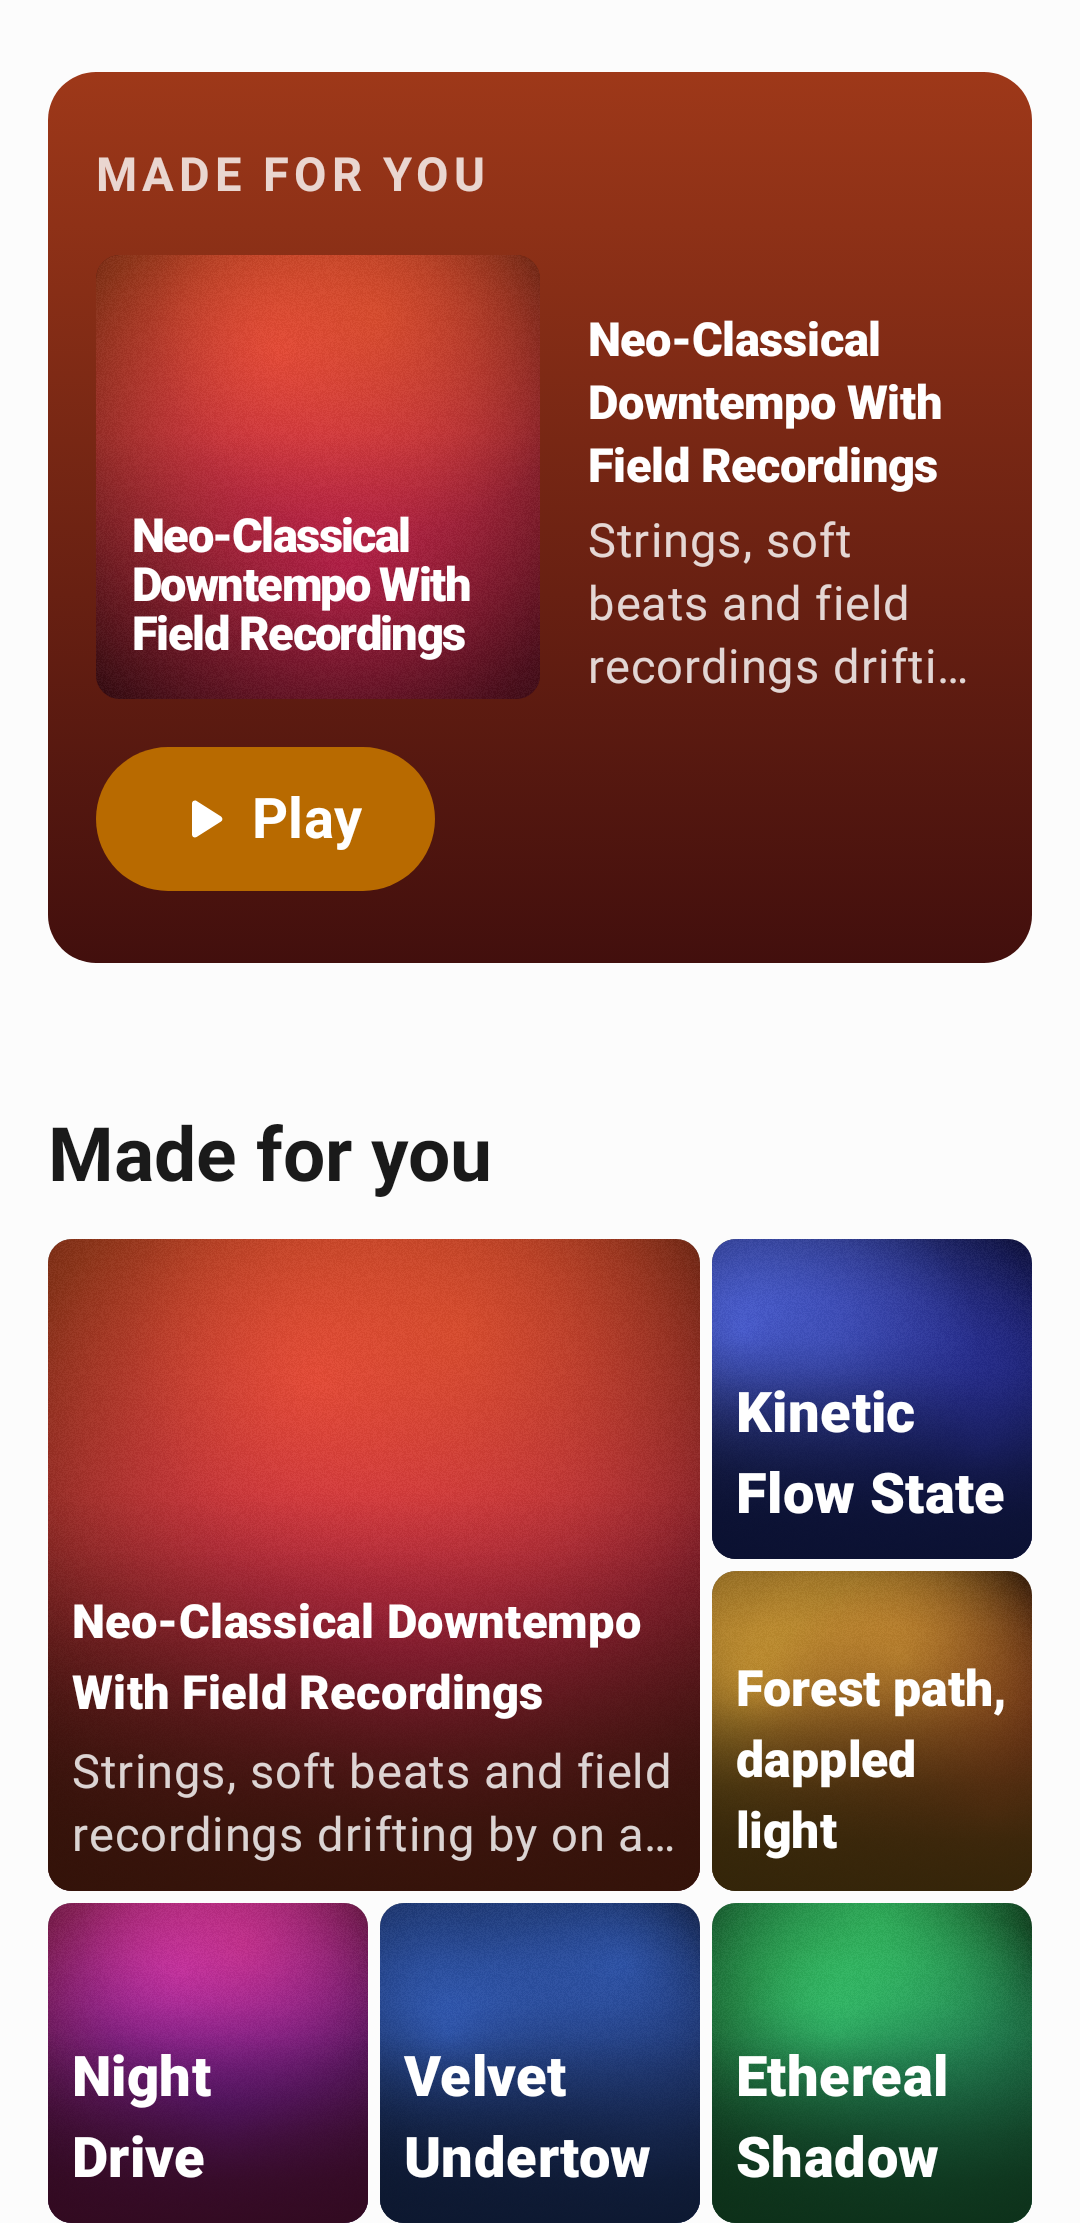 MADE FOR YOU
Neo-Classical
Downtempo With
Field Recordings
Neo-Classical
Downtempo With
Field Recordings
Strings, soft
beats and field
recordings drifti…
Play
Made for you
Neo-Classical Downtempo
With Field Recordings
Strings, soft beats and field
recordings drifting by on a…
Kinetic
Flow State
Forest path,
dappled
light
Night
Drive
Velvet
Undertow
Ethereal
Shadow